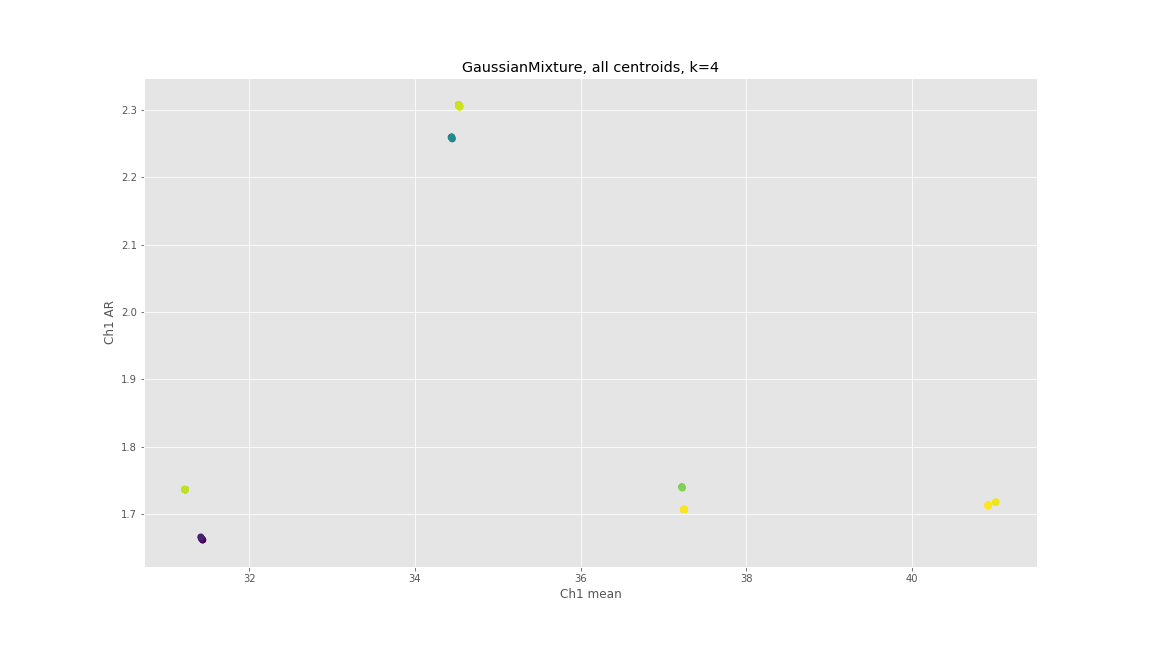 GaussianMixture, all centroids, k=4
2.3
2.2
2.1
2.0
1.9
1.8
1.7
Ch1 AR
32 34 36 38 40
Ch1 mean